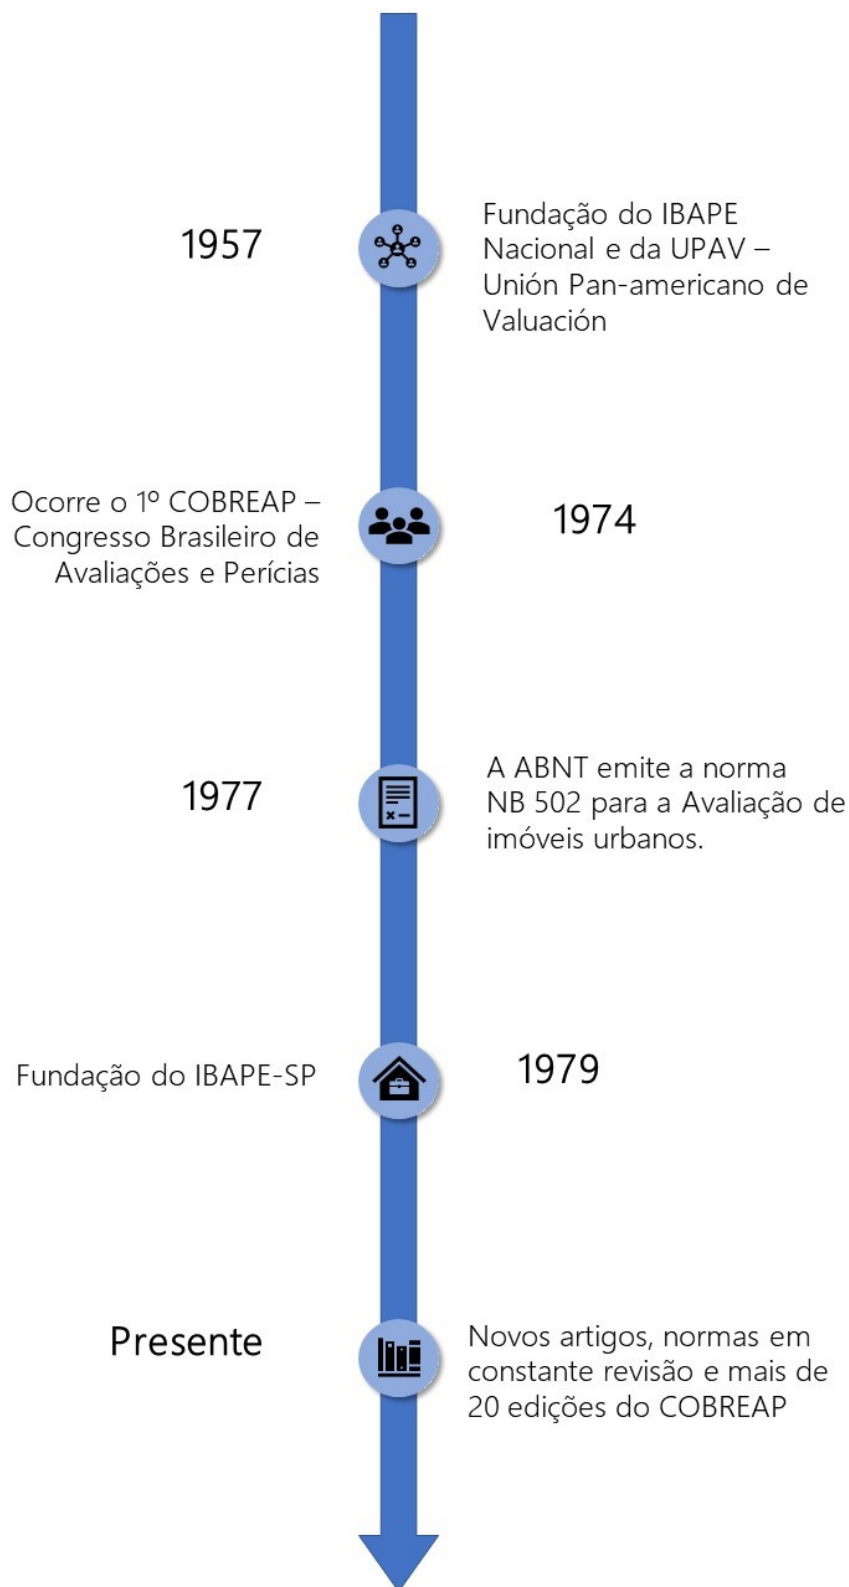 1957
Fundação do IBAPE
Nacional e da UPAV –
Unión Pan-americano de
Valuación
Ocorre o 1º COBREAP –
Congresso Brasileiro de
Avaliações e Perícias
1974
1977
A ABNT emite a norma
NB 502 para a Avaliação de
imóveis urbanos.
Fundação do IBAPE-SP
1979
Presente
Novos artigos, normas em
constante revisão e mais de
20 edições do COBREAP